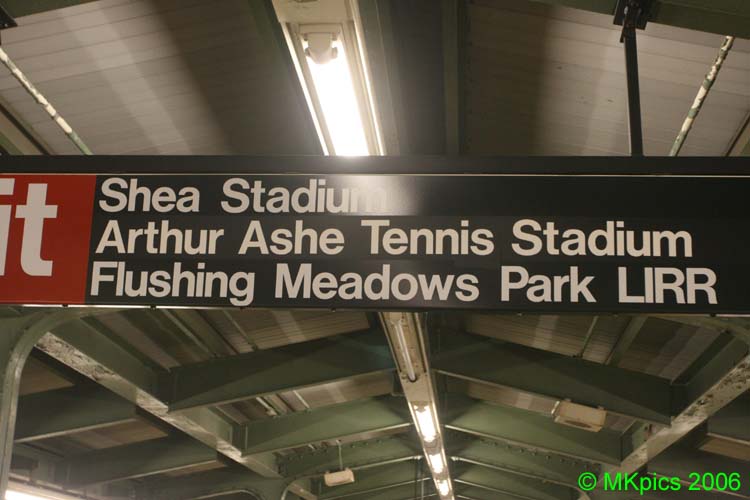 it
Shea Stadium
Arthur Ashe Tennis Stadium
Flushing Meadows Park LIRR
© MKpics 2006